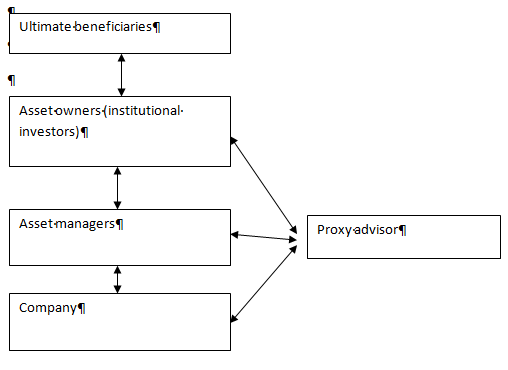 ¶
Ultimate·beneficiaries¶
¶
Asset·owners·(institutional·
investors)¶
Asset·managers¶
Proxy·advisor¶
Company¶